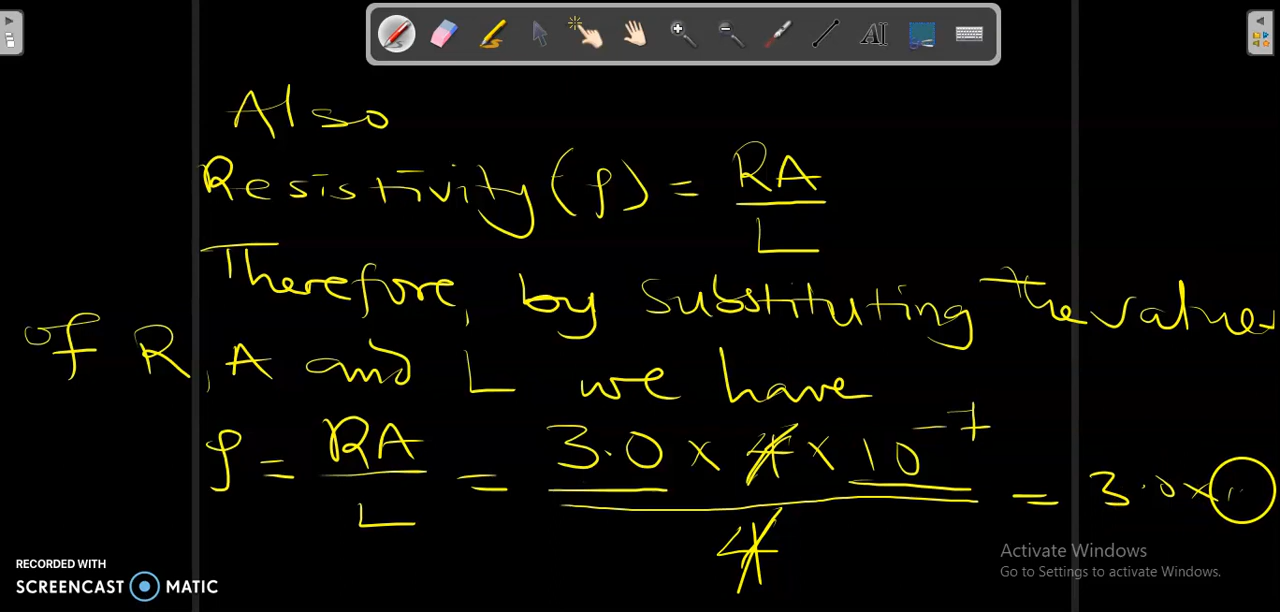 Also
Resistivity (ρ) = RA / L
Therefore, by substituting the values
of R, A and L we have
ρ = RA / L = 3.0 × 4 × 10⁻⁷ / 4 = 3.0 ×
Activate Windows
Go to Settings to activate Windows.
RECORDED WITH
SCREENCAST MATIC